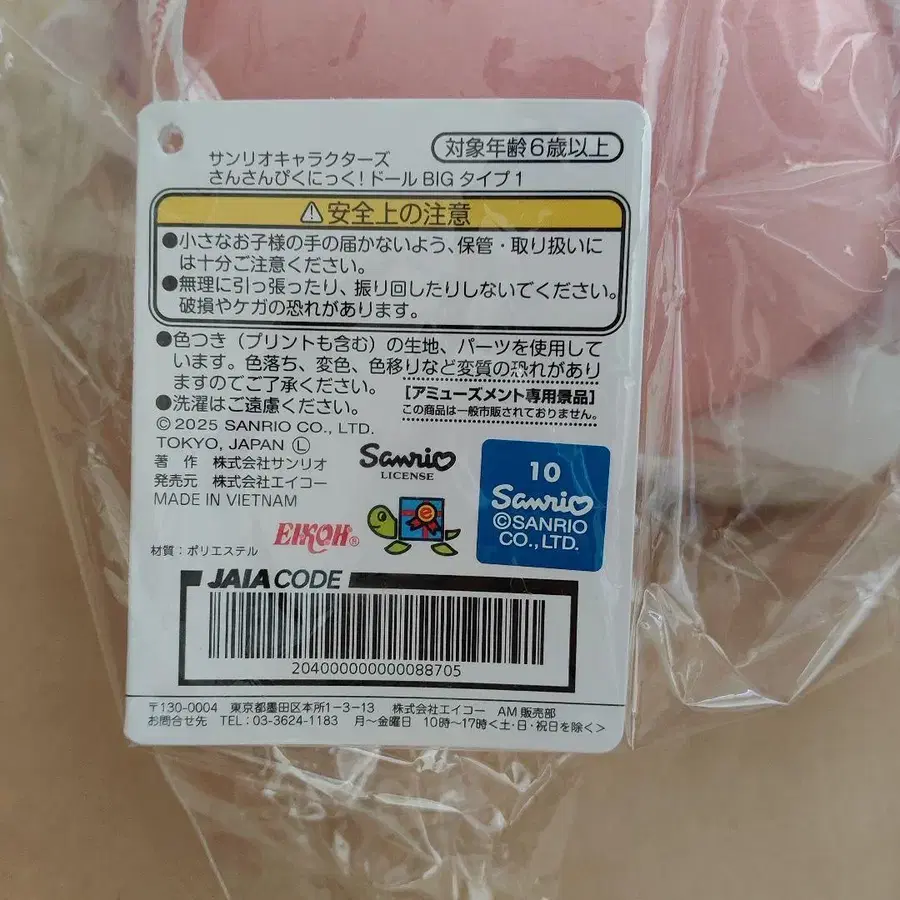 対象年齢6歳以上
サンリオキャラクターズ
さんさんぴくにっく!ドール BIG タイプ1
⚠安全上の注意
●小さなお子様の手の届かないよう、保管・取り扱いに
は十分ご注意ください。
●無理に引っ張ったり、振り回したりしないでください。
破損やケガの恐れがあります。
●色つき(プリントも含む)の生地、パーツを使用して
います。色落ち、変色、色移りなど変質の恐れがあり
ますのでご了承ください。
●洗濯はご遠慮ください。
[アミューズメント専用景品]
この商品は一般市販されておりません。
© 2025 SANRIO CO., LTD.
TOKYO, JAPAN Ⓛ
著 作 株式会社サンリオ
発売元 株式会社エイコー
MADE IN VIETNAM
Sanrio
LICENSE
10
Sanrio
©SANRIO
CO.,LTD.
EIKOH®
e
材質:ポリエステル
JAIA CODE
204000000000088705
〒130-0004 東京都墨田区本所1-3-13 株式会社エイコー AM販売部
お問合せ先 TEL:03-3624-1183 月~金曜日 10時~17時<土・日・祝日を除く>